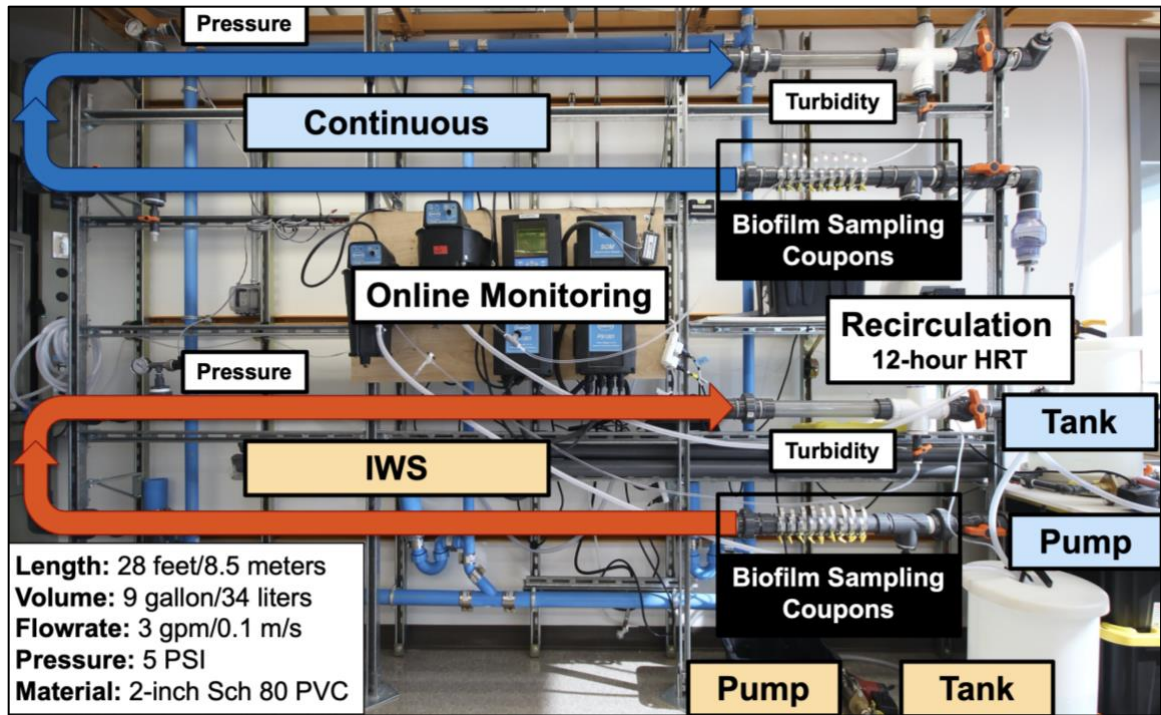 Pressure
Continuous
Turbidity
Biofilm Sampling
Coupons
Online Monitoring
Recirculation
12-hour HRT
Pressure
Tank
IWS
Turbidity
Pump
Biofilm Sampling
Coupons
Length: 28 feet/8.5 meters
Volume: 9 gallon/34 liters
Flowrate: 3 gpm/0.1 m/s
Pressure: 5 PSI
Material: 2-inch Sch 80 PVC
Pump
Tank